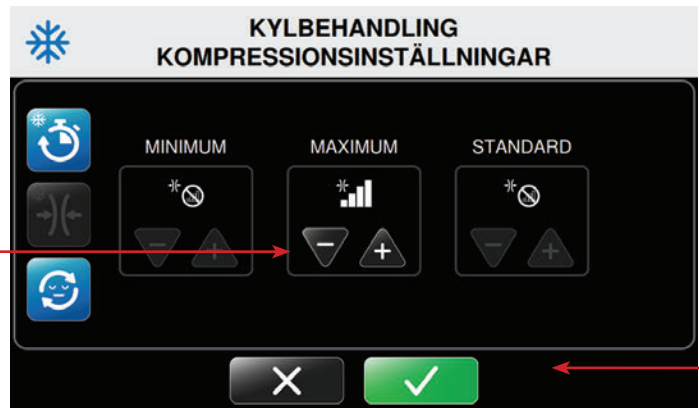 KYLBEHANDLING
KOMPRESSIONSINSTÄLLNINGAR
MINIMUM MAXIMUM STANDARD